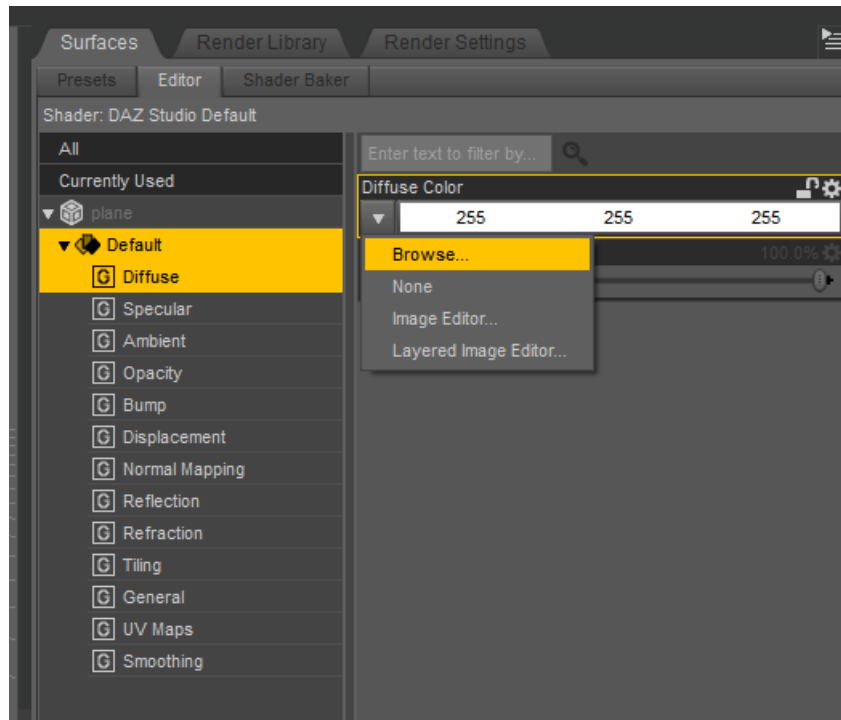 Surfaces Render Library Render Settings
Presets Editor Shader Baker
Shader: DAZ Studio Default
All
Currently Used
plane
Default
G Diffuse
G Specular
G Ambient
G Opacity
G Bump
G Displacement
G Normal Mapping
G Reflection
G Refraction
G Tiling
G General
G UV Maps
G Smoothing
Enter text to filter by...
Diffuse Color
255 255 255
100.0%
Browse...
None
Image Editor...
Layered Image Editor...